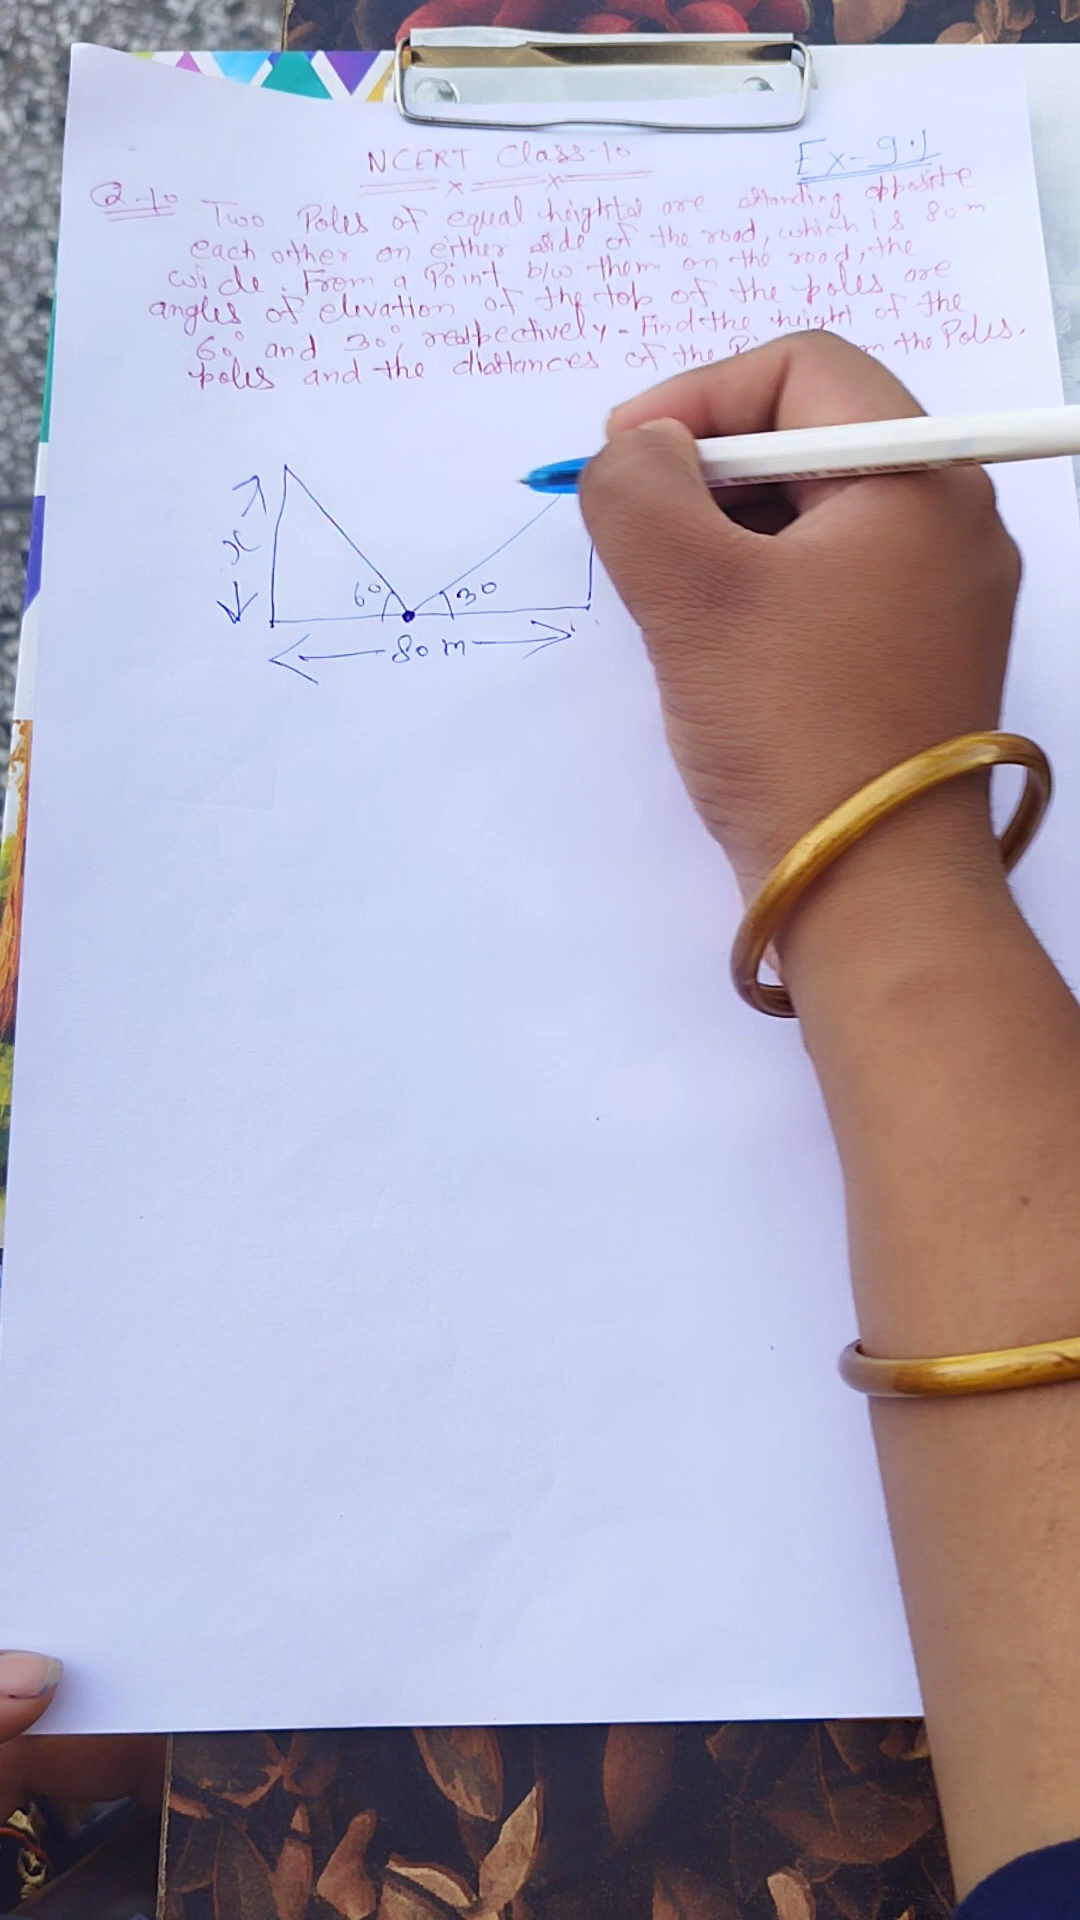 NCERT Class-10
Ex-9.1
Q-10 Two Poles of equal heights are standing opposite
each other on either side of the road, which is 80 m
wide. From a Point b/w them on the road, the
angles of elevation of the top of the poles are
60° and 30°, respectively - Find the height of the
poles and the distances of the the Poles.
x
60
30
80 m